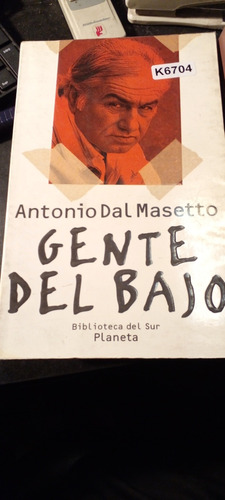 K6704
Antonio Dal Masetto
GENTE
DEL BAJO
Biblioteca del Sur
Planeta